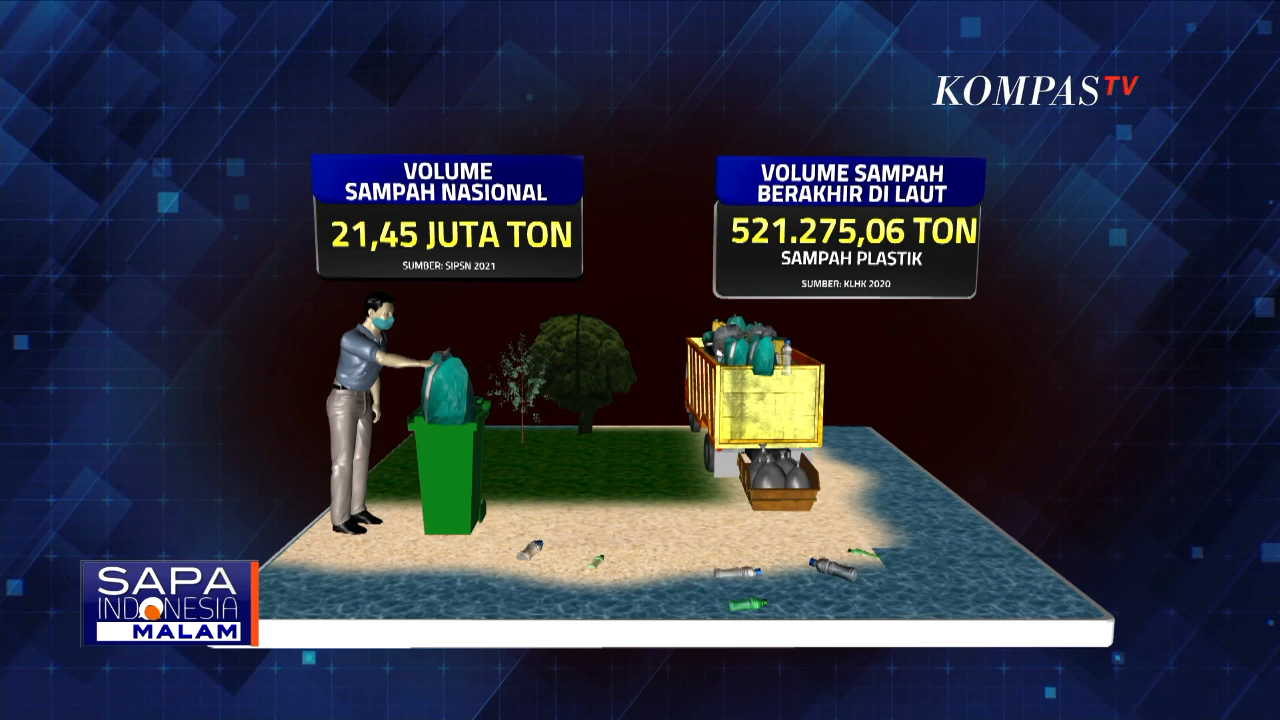 KOMPAS TV
VOLUME
SAMPAH NASIONAL
21,45 JUTA TON
SUMBER: SIPSN 2021
VOLUME SAMPAH
BERAKHIR DI LAUT
521.275,06 TON
SAMPAH PLASTIK
SUMBER: KLHK 2020
SAPA
INDONESIA
MALAM